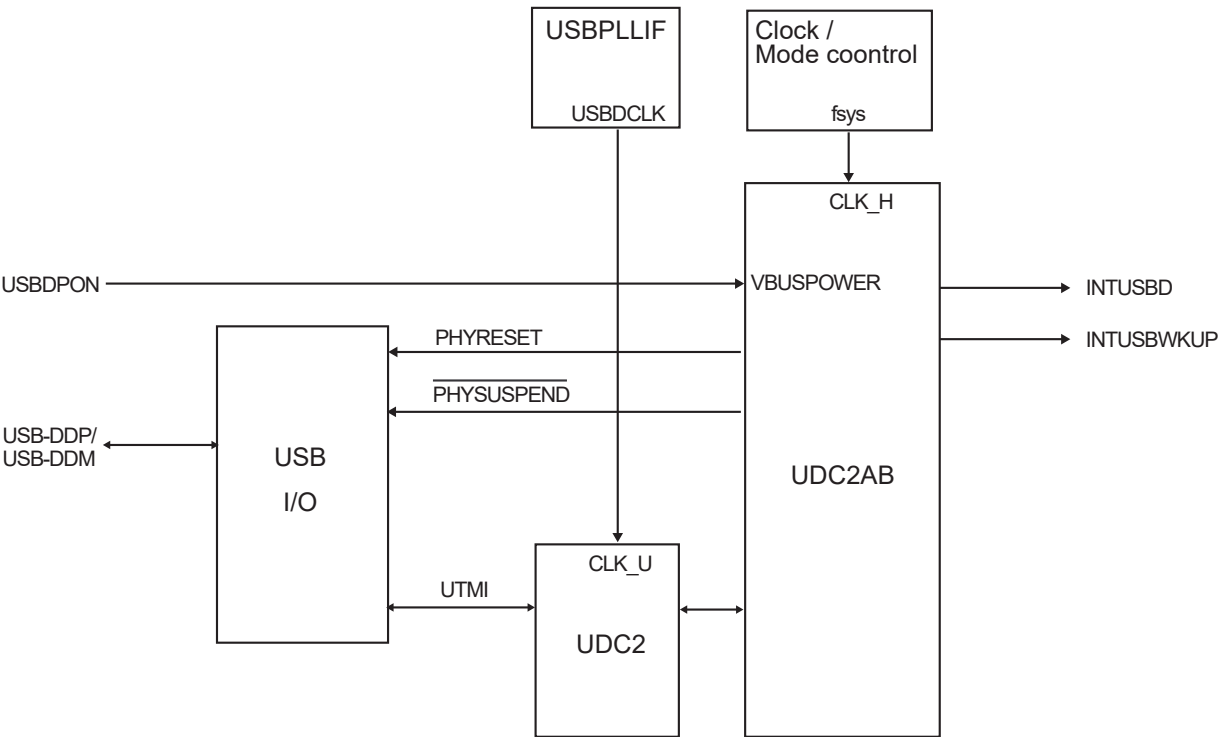 USBPLLIF
USBDCLK
Clock /
Mode coontrol
fsys
CLK_H
USBDPON
VBUSPOWER
INTUSBD
PHYRESET
INTUSBWKUP
PHYSUSPEND
USB-DDP/
USB-DDM
USB
I/O
UDC2AB
CLK_U
UTMI
UDC2